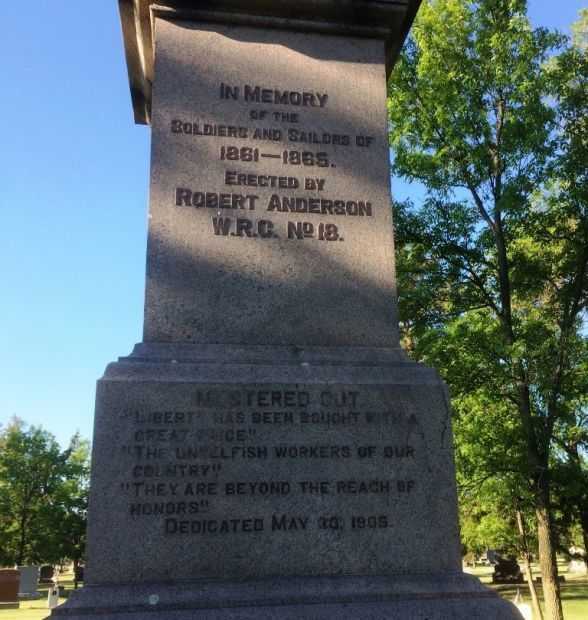 IN MEMORY
OF THE
SOLDIERS AND SAILORS OF
1861—1865.
ERECTED BY
ROBERT ANDERSON
W.R.C. NO 18.
MUSTERED OUT
"LIBERTY HAS BEEN BOUGHT WITH A
GREAT PRICE"
"THE UNSELFISH WORKERS OF OUR
COUNTRY"
"THEY ARE BEYOND THE REACH OF
HONORS"
DEDICATED MAY 30, 1905.